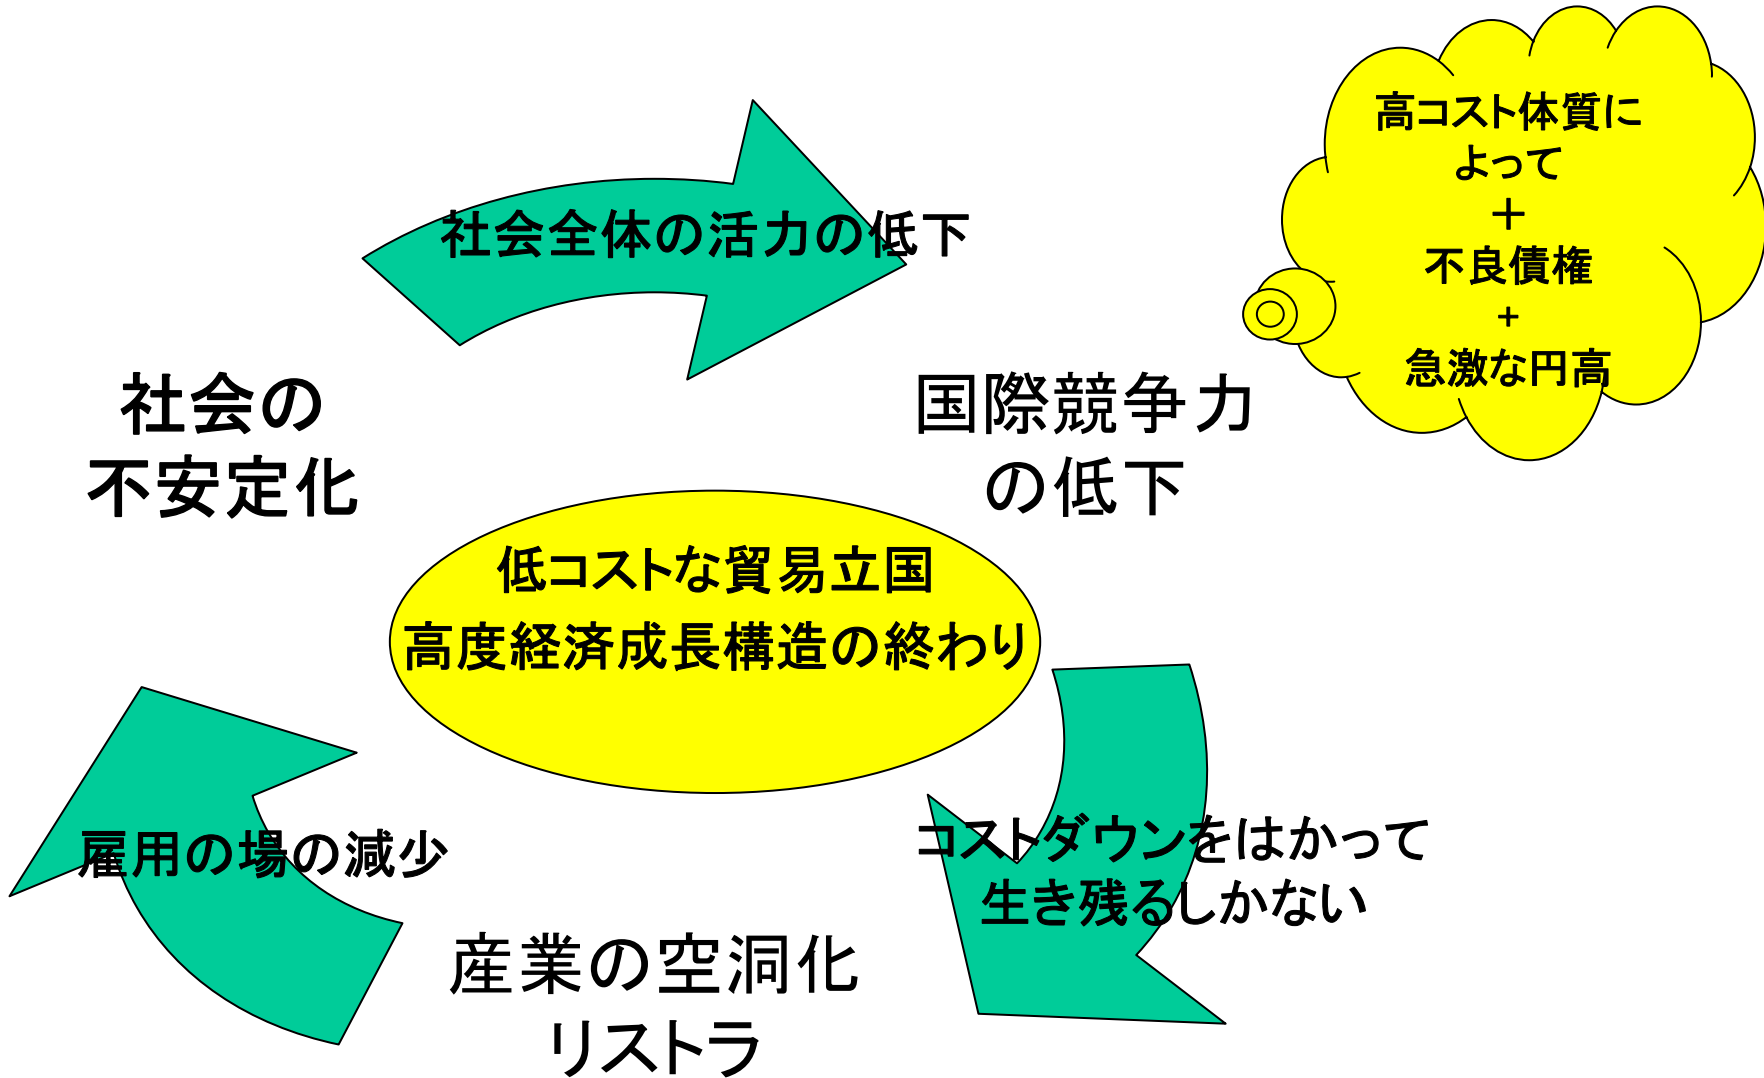 高コスト体質に
よって
＋
不良債権
+
急激な円高
社会全体の活力の低下
社会の
不安定化
国際競争力
の低下
低コストな貿易立国
高度経済成長構造の終わり
雇用の場の減少
コストダウンをはかって
生き残るしかない
産業の空洞化
リストラ